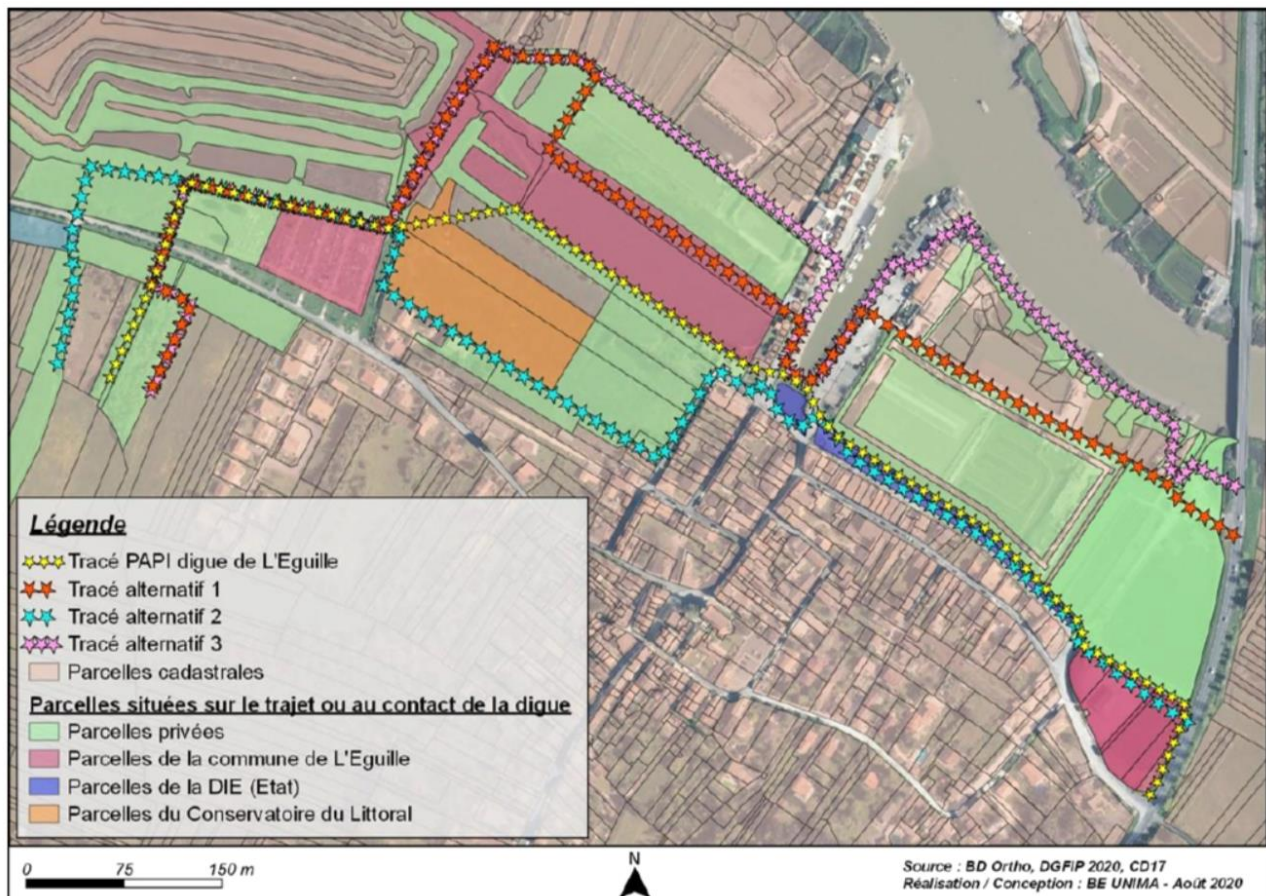 Légende
Tracé PAPI digue de L'Eguille
Tracé alternatif 1
Tracé alternatif 2
Tracé alternatif 3
Parcelles cadastrales
Parcelles situées sur le trajet ou au contact de la digue
Parcelles privées
Parcelles de la commune de L'Eguille
Parcelles de la DIE (Etat)
Parcelles du Conservatoire du Littoral
0 75 150 m
N
Source : BD Ortho, DGFiP 2020, CD17
Réalisation / Conception : BE UNIMA - Août 2020